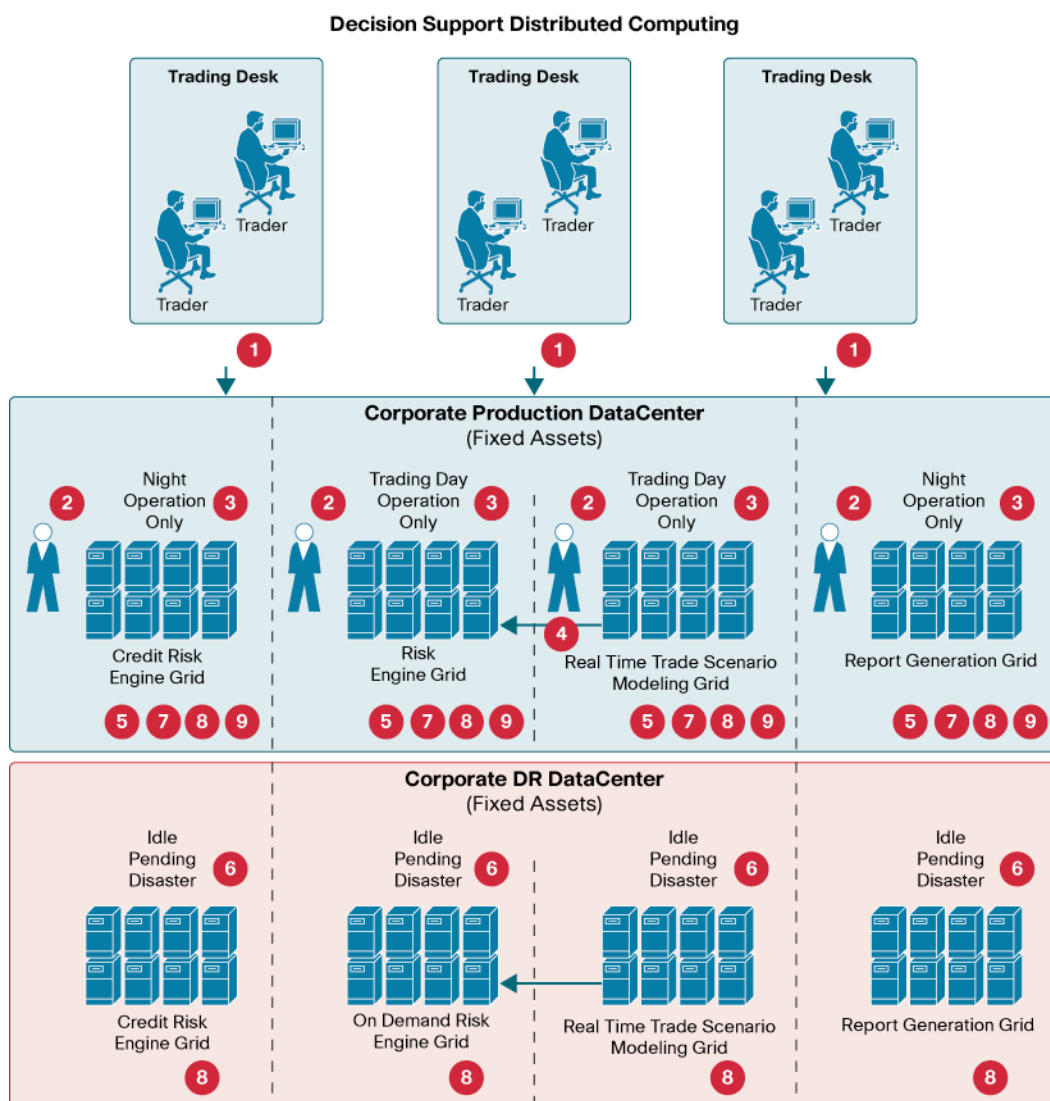 Decision Support Distributed Computing
Trading Desk
Trader
Trader
Trading Desk
Trader
Trader
Trading Desk
Trader
Trader
1
1
1
Corporate Production DataCenter
(Fixed Assets)
2
Night
Operation
Only
3
2
Trading Day
Operation
Only
3
2
Trading Day
Operation
Only
3
2
Night
Operation
Only
3
4
Credit Risk
Engine Grid
Risk
Engine Grid
Real Time Trade Scenario
Modeling Grid
Report Generation Grid
5 7 8 9
5 7 8 9
5 7 8 9
5 7 8 9
Corporate DR DataCenter
(Fixed Assets)
Idle
Pending
Disaster
6
Idle
Pending
Disaster
6
Idle
Pending
Disaster
6
Idle
Pending
Disaster
6
Credit Risk
Engine Grid
On Demand Risk
Engine Grid
Real Time Trade Scenario
Modeling Grid
Report Generation Grid
8
8
8
8